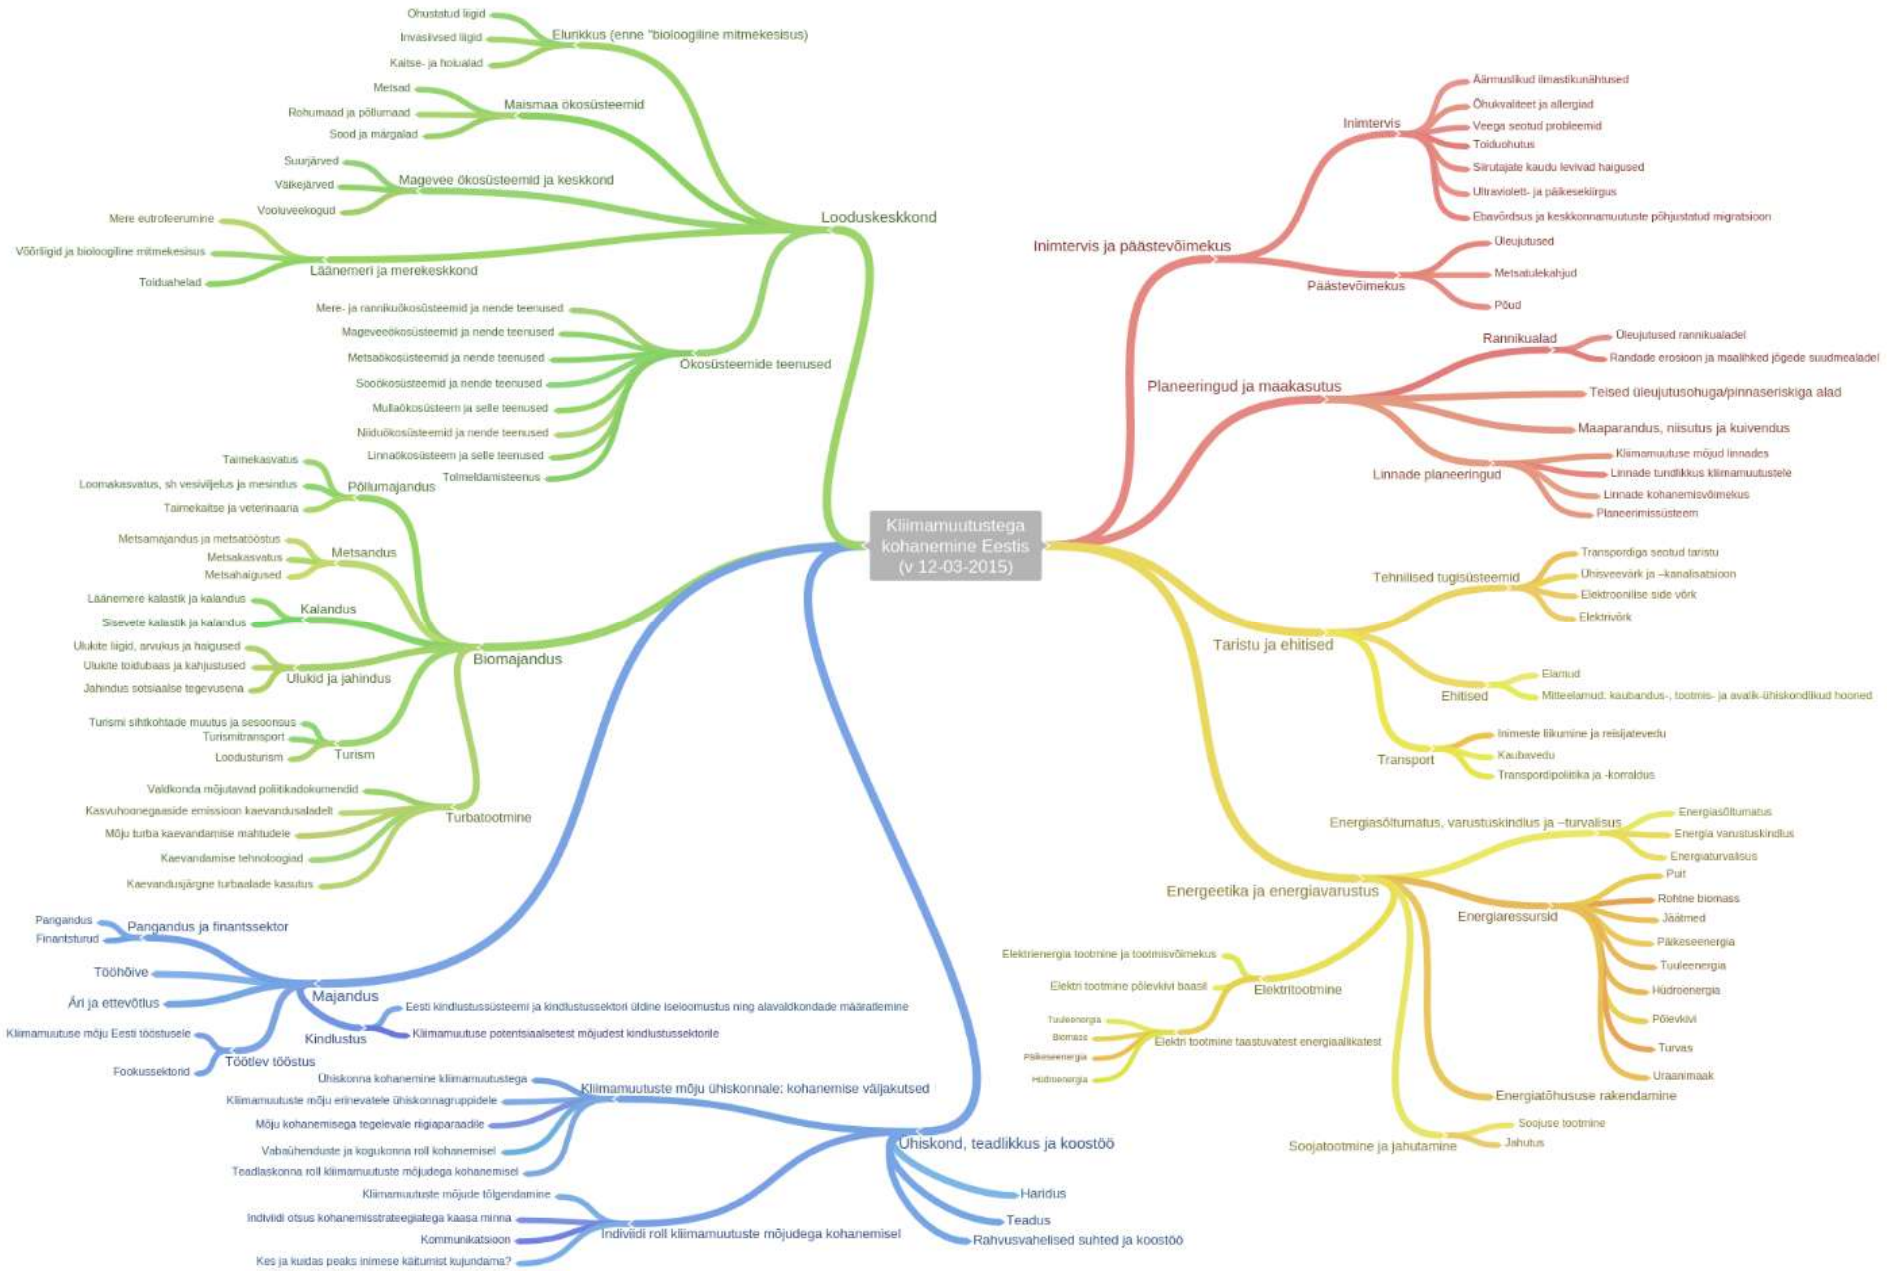 Kliimamuutustega
kohanemine Eestis
(v 12-03-2015)
Looduskeskkond
Elurikkus (enne "bioloogiline mitmekesisus)
Ohustatud liigid
Invasiivsed liigid
Kaitse- ja hoiualad
Maismaa ökosüsteemid
Metsad
Rohumaad ja põllumaad
Sood ja märgalad
Magevee ökosüsteemid ja keskkond
Suurjärved
Väikejärved
Vooluveekogud
Läänemeri ja merekeskkond
Mere eutrofeerumine
Võõrliigid ja bioloogiline mitmekesisus
Toiduahelad
Ökosüsteemide teenused
Mere- ja rannikuökosüsteemid ja nende teenused
Mageveeökosüsteemid ja nende teenused
Metsaökosüsteemid ja nende teenused
Sooökosüsteemid ja nende teenused
Mullaökosüsteem ja selle teenused
Niiduökosüsteemid ja nende teenused
Linnaökosüsteem ja selle teenused
Tolmeldamisteenus
Biomajandus
Põllumajandus
Taimekasvatus
Loomakasvatus, sh vesiviljelus ja mesindus
Taimekaitse ja veterinaaria
Metsandus
Metsamajandus ja metsatööstus
Metsakasvatus
Metsahaigused
Kalandus
Läänemere kalastik ja kalandus
Sisevete kalastik ja kalandus
Ulukid ja jahindus
Ulukite liigid, arvukus ja haigused
Ulukite toidubaas ja kahjustused
Jahindus sotsiaalse tegevusena
Turism
Turismi sihtkohtade muutus ja sesoonsus
Turismitransport
Loodusturism
Turbatootmine
Valdkonda mõjutavad poliitikadokumendid
Kasvuhoonegaaside emissioon kaevandusaladelt
Mõju turba kaevandamise mahtudele
Kaevandamise tehnoloogiad
Kaevandusjärgne turbaalade kasutus
Majandus
Pangandus ja finantssektor
Pangandus
Finantsturud
Tööhõive
Äri ja ettevõtlus
Kindlustus
Eesti kindlustussüsteemi ja kindlustussektori üldine iseloomustus ning alavaldkondade määratlemine
Kliimamuutuse potentsiaalsetest mõjudest kindlustussektorile
Töötlev tööstus
Kliimamuutuse mõju Eesti tööstusele
Fookussektorid
Ühiskond, teadlikkus ja koostöö
Kliimamuutuste mõju ühiskonnale: kohanemise väljakutsed
Ühiskonna kohanemine kliimamuutustega
Kliimamuutuste mõju erinevatele ühiskonnagruppidele
Mõju kohanemisega tegelevale riigiaparaadile
Vabaühenduste ja kogukonna roll kohanemisel
Teadlaskonna roll kliimamuutuste mõjudega kohanemisel
Indiviidi roll kliimamuutuste mõjudega kohanemisel
Kliimamuutuste mõjude tõlgendamine
Indiviidi otsus kohanemisstrateegiatega kaasa minna
Kommunikatsioon
Kes ja kuidas peaks inimese käitumist kujundama?
Haridus
Teadus
Rahvusvahelised suhted ja koostöö
Inimtervis ja päästevõimekus
Inimtervis
Äärmuslikud ilmastikunähtused
Õhukvaliteet ja allergiad
Veega seotud probleemid
Toiduohutus
Siirutajate kaudu levivad haigused
Ultraviolett- ja päikesekiirgus
Ebavõrdsus ja keskkonnamuutuste põhjustatud migratsioon
Päästevõimekus
Üleujutused
Metsatulekahjud
Põud
Planeeringud ja maakasutus
Rannikualad
Üleujutused rannikualadel
Randade erosioon ja maalihked jõgede suudmealadel
Teised üleujutusohuga/pinnaseriskiga alad
Maaparandus, niisutus ja kuivendus
Linnade planeeringud
Kliimamuutuse mõjud linnades
Linnade tundlikkus kliimamuutustele
Linnade kohanemisvõimekus
Planeerimissüsteem
Taristu ja ehitised
Tehnilised tugisüsteemid
Transpordiga seotud taristu
Ühisveevärk ja –kanalisatsioon
Elektroonilise side võrk
Elektrivõrk
Ehitised
Elamud
Mitteelamud: kaubandus-, tootmis- ja avalik-ühiskondlikud hooned
Transport
Inimeste liikumine ja reisijatevedu
Kaubavedu
Transpordipoliitika ja -korraldus
Energeetika ja energiavarustus
Energiasõltumatus, varustuskindlus ja –turvalisus
Energiasõltumatus
Energia varustuskindlus
Energiaturvalisus
Energiaressursid
Puit
Rohtne biomass
Jäätmed
Päikeseenergia
Tuuleenergia
Hüdroenergia
Põlevkivi
Turvas
Uraanimaak
Energiatõhususe rakendamine
Soojatootmine ja jahutamine
Soojuse tootmine
Jahutus
Elektritootmine
Elektrienergia tootmine ja tootmisvõimekus
Elektri tootmine põlevkivi baasil
Elektri tootmine taastuvatest energiaallikatest
Tuuleenergia
Biomass
Päikeseenergia
Hüdroenergia